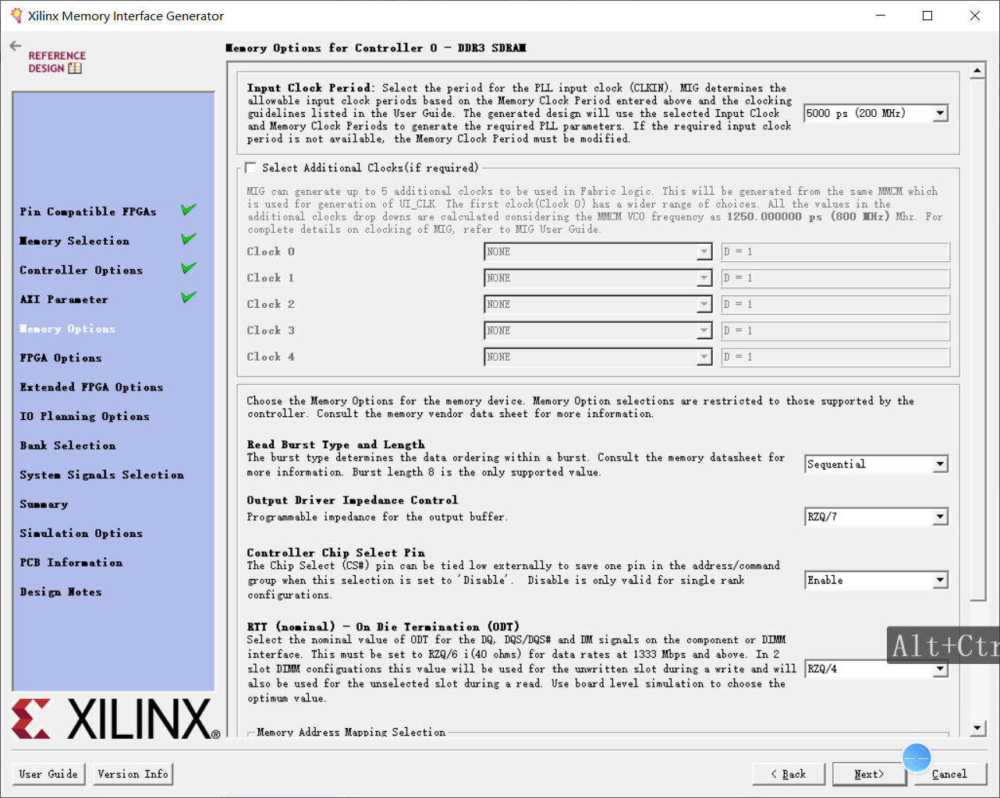 Xilinx Memory Interface Generator
REFERENCE
DESIGN
Pin Compatible FPGAs
Memory Selection
Controller Options
AXI Parameter
Memory Options
FPGA Options
Extended FPGA Options
IO Planning Options
Bank Selection
System Signals Selection
Summary
Simulation Options
PCB Information
Design Notes
XILINX®
Memory Options for Controller 0 - DDR3 SDRAM
Input Clock Period: Select the period for the PLL input clock (CLKIN). MIG determines the
allowable input clock periods based on the Memory Clock Period entered above and the clocking
guidelines listed in the User Guide. The generated design will use the selected Input Clock
and Memory Clock Periods to generate the required PLL parameters. If the required input clock
period is not available, the Memory Clock Period must be modified.
5000 ps (200 MHz)
Select Additional Clocks(if required)
MIG can generate up to 5 additional clocks to be used in Fabric logic. This will be generated from the same MMCM which
is used for generation of UI_CLK. The first clock(Clock 0) has a wider range of choices. All the values in the
additional clocks drop downs are calculated considering the MMCM VCO frequency as 1250.000000 ps (800 MHz) Mhz. For
complete details on clocking of MIG, refer to MIG User Guide.
Clock 0 NONE D = 1
Clock 1 NONE D = 1
Clock 2 NONE D = 1
Clock 3 NONE D = 1
Clock 4 NONE D = 1
Choose the Memory Options for the memory device. Memory Option selections are restricted to those supported by the
controller. Consult the memory vendor data sheet for more information.
Read Burst Type and Length
The burst type determines the data ordering within a burst. Consult the memory datasheet for
more information. Burst length 8 is the only supported value.
Sequential
Output Driver Impedance Control
Programmable impedance for the output buffer.
RZQ/7
Controller Chip Select Pin
The Chip Select (CS#) pin can be tied low externally to save one pin in the address/command
group when this selection is set to 'Disable'.  Disable is only valid for single rank
configurations.
Enable
RTT (nominal) - On Die Termination (ODT)
Select the nominal value of ODT for the DQ, DQS/DQS# and DM signals on the component or DIMM
interface. This must be set to RZQ/6 i(40 ohms) for data rates at 1333 Mbps and above. In 2
slot DIMM configuations this value will be used for the unwritten slot during a write and will
also be used for the unselected slot during a read. Use board level simulation to choose the
optimum value.
RZQ/4
Alt+Ctr
Memory Address Mapping Selection
User Guide
Version Info
< Back
Next>
Cancel
--:--